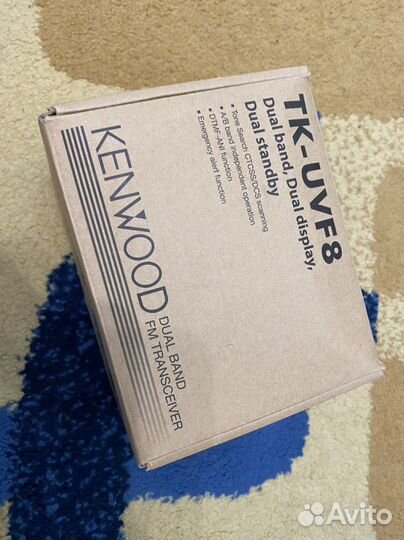 TK-UVF8
Dual band, Dual display,
Dual standby
• Tone Search CTCSS/DCS scanning
• A/B band independent operation
• DTMF-ANI function
• Emergency alert function
KENWOOD
DUAL BAND
FM TRANSCEIVER
Avito